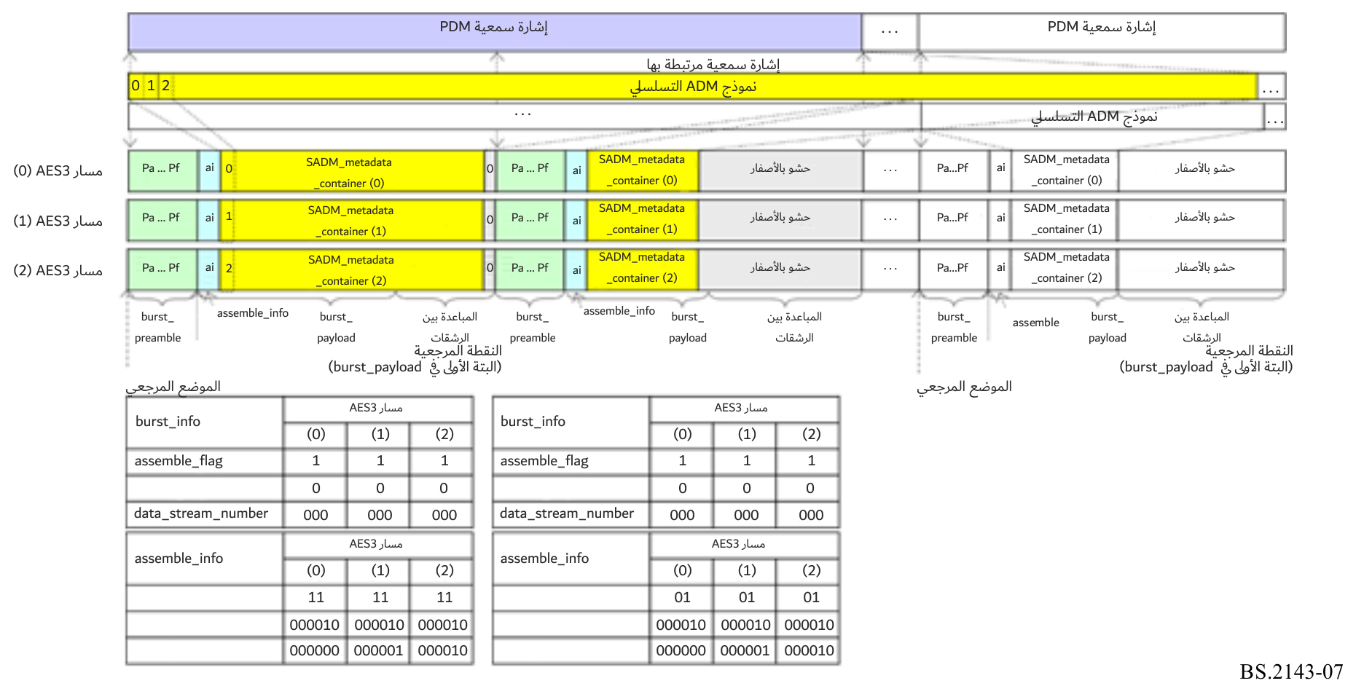 إشارة سمعية PDM ... إشارة سمعية PDM
إشارة سمعية مرتبطة بها
0 1 2 نموذج ADM التسلسلي ...
... نموذج ADM التسلسلي ...
مسار AES3 (0) Pa ... Pf ai 0 SADM_metadata _container (0) 0 Pa ... Pf ai SADM_metadata _container (0) حشو بالأصفار ... Pa...Pf ai SADM_metadata _container (0) حشو بالأصفار
مسار AES3 (1) Pa ... Pf ai 1 SADM_metadata _container (1) 0 Pa ... Pf ai SADM_metadata _container (1) حشو بالأصفار ... Pa...Pf ai SADM_metadata _container (1) حشو بالأصفار
مسار AES3 (2) Pa ... Pf ai 2 SADM_metadata _container (2) 0 Pa ... Pf ai SADM_metadata _container (2) حشو بالأصفار ... Pa...Pf ai SADM_metadata _container (2) حشو بالأصفار
burst_ preamble assemble_info burst_ payload المباعدة بين الرشقات burst_ preamble assemble_info burst_ payload المباعدة بين الرشقات burst_ preamble assemble burst_ payload المباعدة بين الرشقات
النقطة المرجعية النقطة المرجعية
(البتة الأولى في burst_payload) (البتة الأولى في burst_payload)
الموضع المرجعي الموضع المرجعي
burst_info مسار AES3
(0) (1) (2)
assemble_flag 1 1 1
0 0 0
data_stream_number 000 000 000
assemble_info مسار AES3
(0) (1) (2)
11 11 11
000010 000010 000010
000000 000001 000010
burst_info مسار AES3
(0) (1) (2)
assemble_flag 1 1 1
0 0 0
data_stream_number 000 000 000
assemble_info مسار AES3
(0) (1) (2)
01 01 01
000010 000010 000010
000000 000001 000010
BS.2143-07